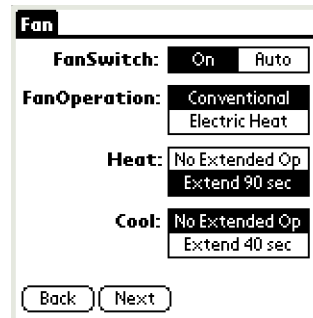 Fan
FanSwitch: On Auto
FanOperation: Conventional
Electric Heat
Heat: No Extended Op
Extend 90 sec
Cool: No Extended Op
Extend 40 sec
Back Next